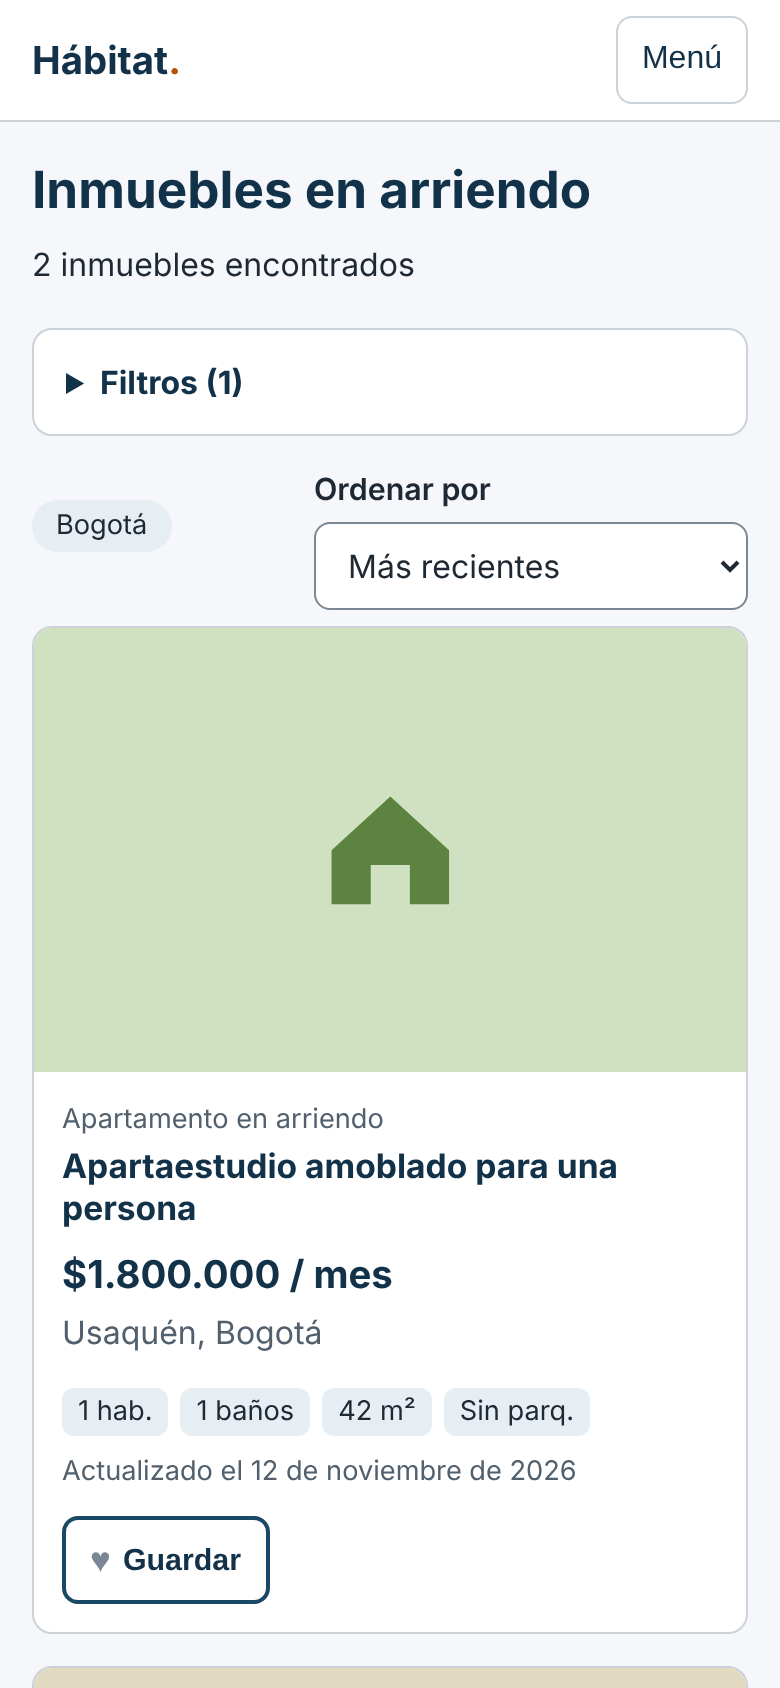 Hábitat.
Menú
Inmuebles en arriendo
2 inmuebles encontrados
Filtros (1)
Ordenar por
Bogotá
Más recientes
Apartamento en arriendo
Apartaestudio amoblado para una
persona
$1.800.000 / mes
Usaquén, Bogotá
1 hab. 1 baños 42 m² Sin parq.
Actualizado el 12 de noviembre de 2026
♥ Guardar